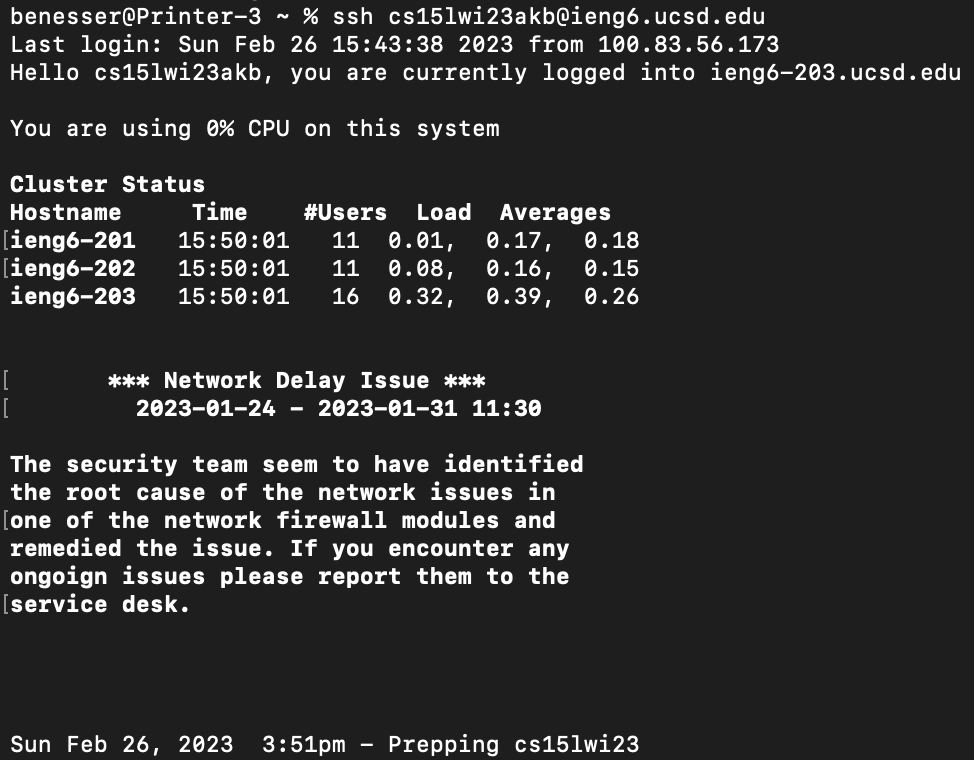 benesser@Printer-3 ~ % ssh cs15lwi23akb@ieng6.ucsd.edu
Last login: Sun Feb 26 15:43:38 2023 from 100.83.56.173
Hello cs15lwi23akb, you are currently logged into ieng6-203.ucsd.edu
You are using 0% CPU on this system
Cluster Status
Hostname     Time    #Users  Load  Averages
[ieng6-201   15:50:01   11  0.01,  0.17,  0.18
[ieng6-202   15:50:01   11  0.08,  0.16,  0.15
ieng6-203   15:50:01   16  0.32,  0.39,  0.26
[       *** Network Delay Issue ***
[         2023-01-24 - 2023-01-31 11:30
The security team seem to have identified
the root cause of the network issues in
[one of the network firewall modules and
remedied the issue. If you encounter any
ongoign issues please report them to the
[service desk.
Sun Feb 26, 2023  3:51pm - Prepping cs15lwi23